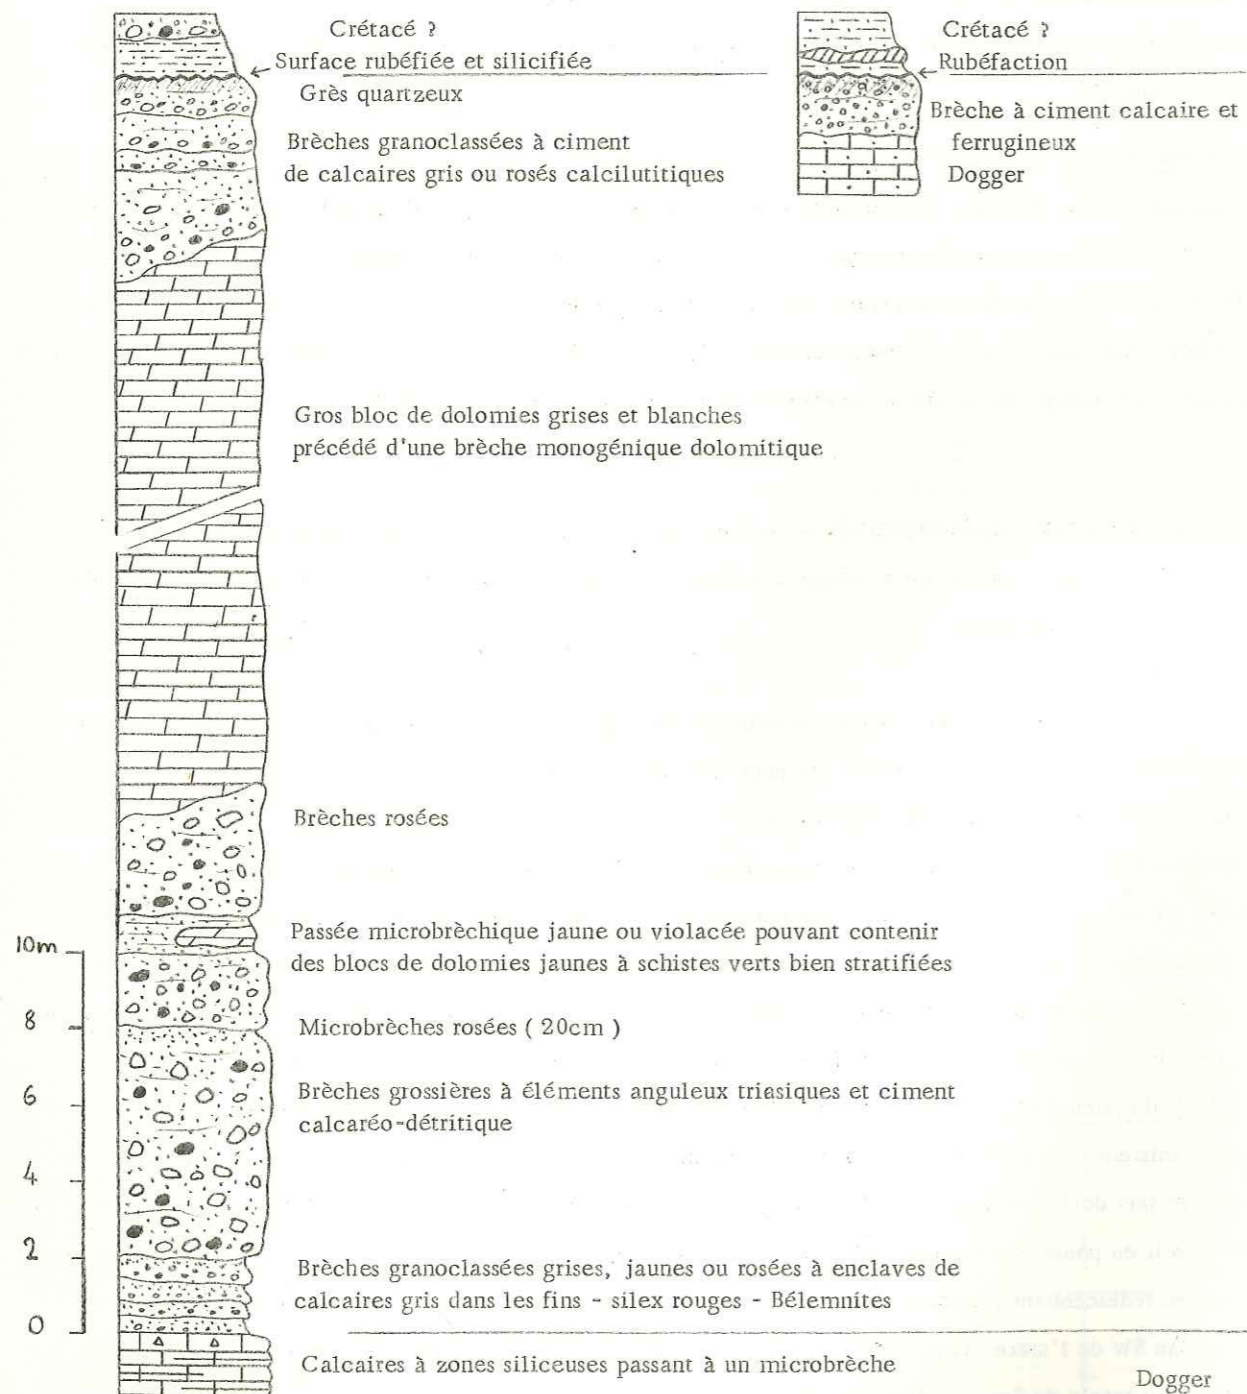 Crétacé ?
Surface rubéfiée et silicifiée
Grès quartzeux
Brèches granoclassées à ciment
de calcaires gris ou rosés calcilutitiques
Crétacé ?
Rubéfaction
Brèche à ciment calcaire et
ferrugineux
Dogger
Gros bloc de dolomies grises et blanches
précédé d'une brèche monogénique dolomitique
Brèches rosées
Passée microbrèchique jaune ou violacée pouvant contenir
des blocs de dolomies jaunes à schistes verts bien stratifiées
Microbrèches rosées ( 20cm )
Brèches grossières à éléments anguleux triasiques et ciment
calcaréo-détritique
Brèches granoclassées grises, jaunes ou rosées à enclaves de
calcaires gris dans les fins - silex rouges - Bélemnites
Calcaires à zones siliceuses passant à un microbrèche
Dogger
10m
8
6
4
2
0